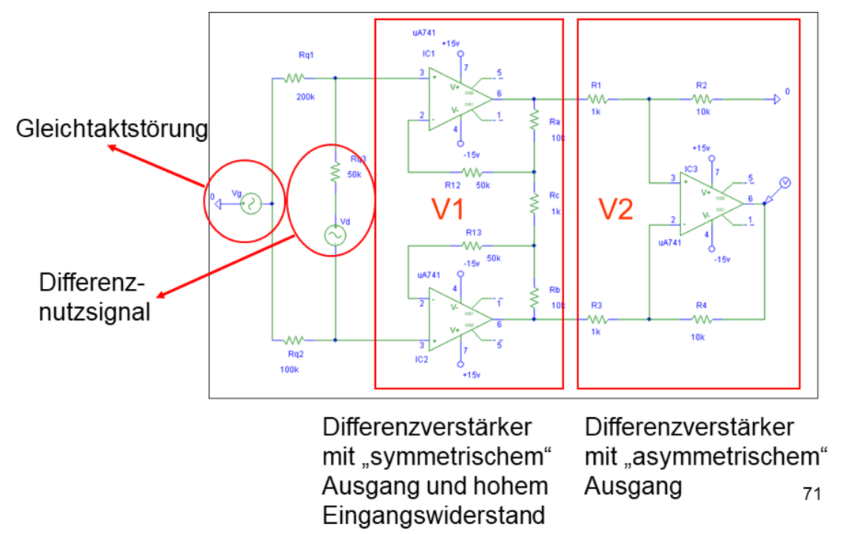 Gleichtaktstörung
Differenz-
nutzsignal
0
Vg
Rq1
200k
Rq3
50k
Vd
Rq2
100k
uA741
IC1
+15v
3
7
5
V+
6
2
V-
1
4
-15v
R12
50k
Ra
10k
Rc
1k
V1
R13
50k
-15v
uA741
4
1
2
V-
6
V+
5
3
7
IC2
+15v
Rb
10k
R1
1k
R2
10k
0
V2
+15v
IC3
7
5
3
V+
6
V
2
V-
1
uA741
4
-15v
R3
1k
R4
10k
Differenzverstärker
mit „symmetrischem“
Ausgang und hohem
Eingangswiderstand
Differenzverstärker
mit „asymmetrischem“
Ausgang
71